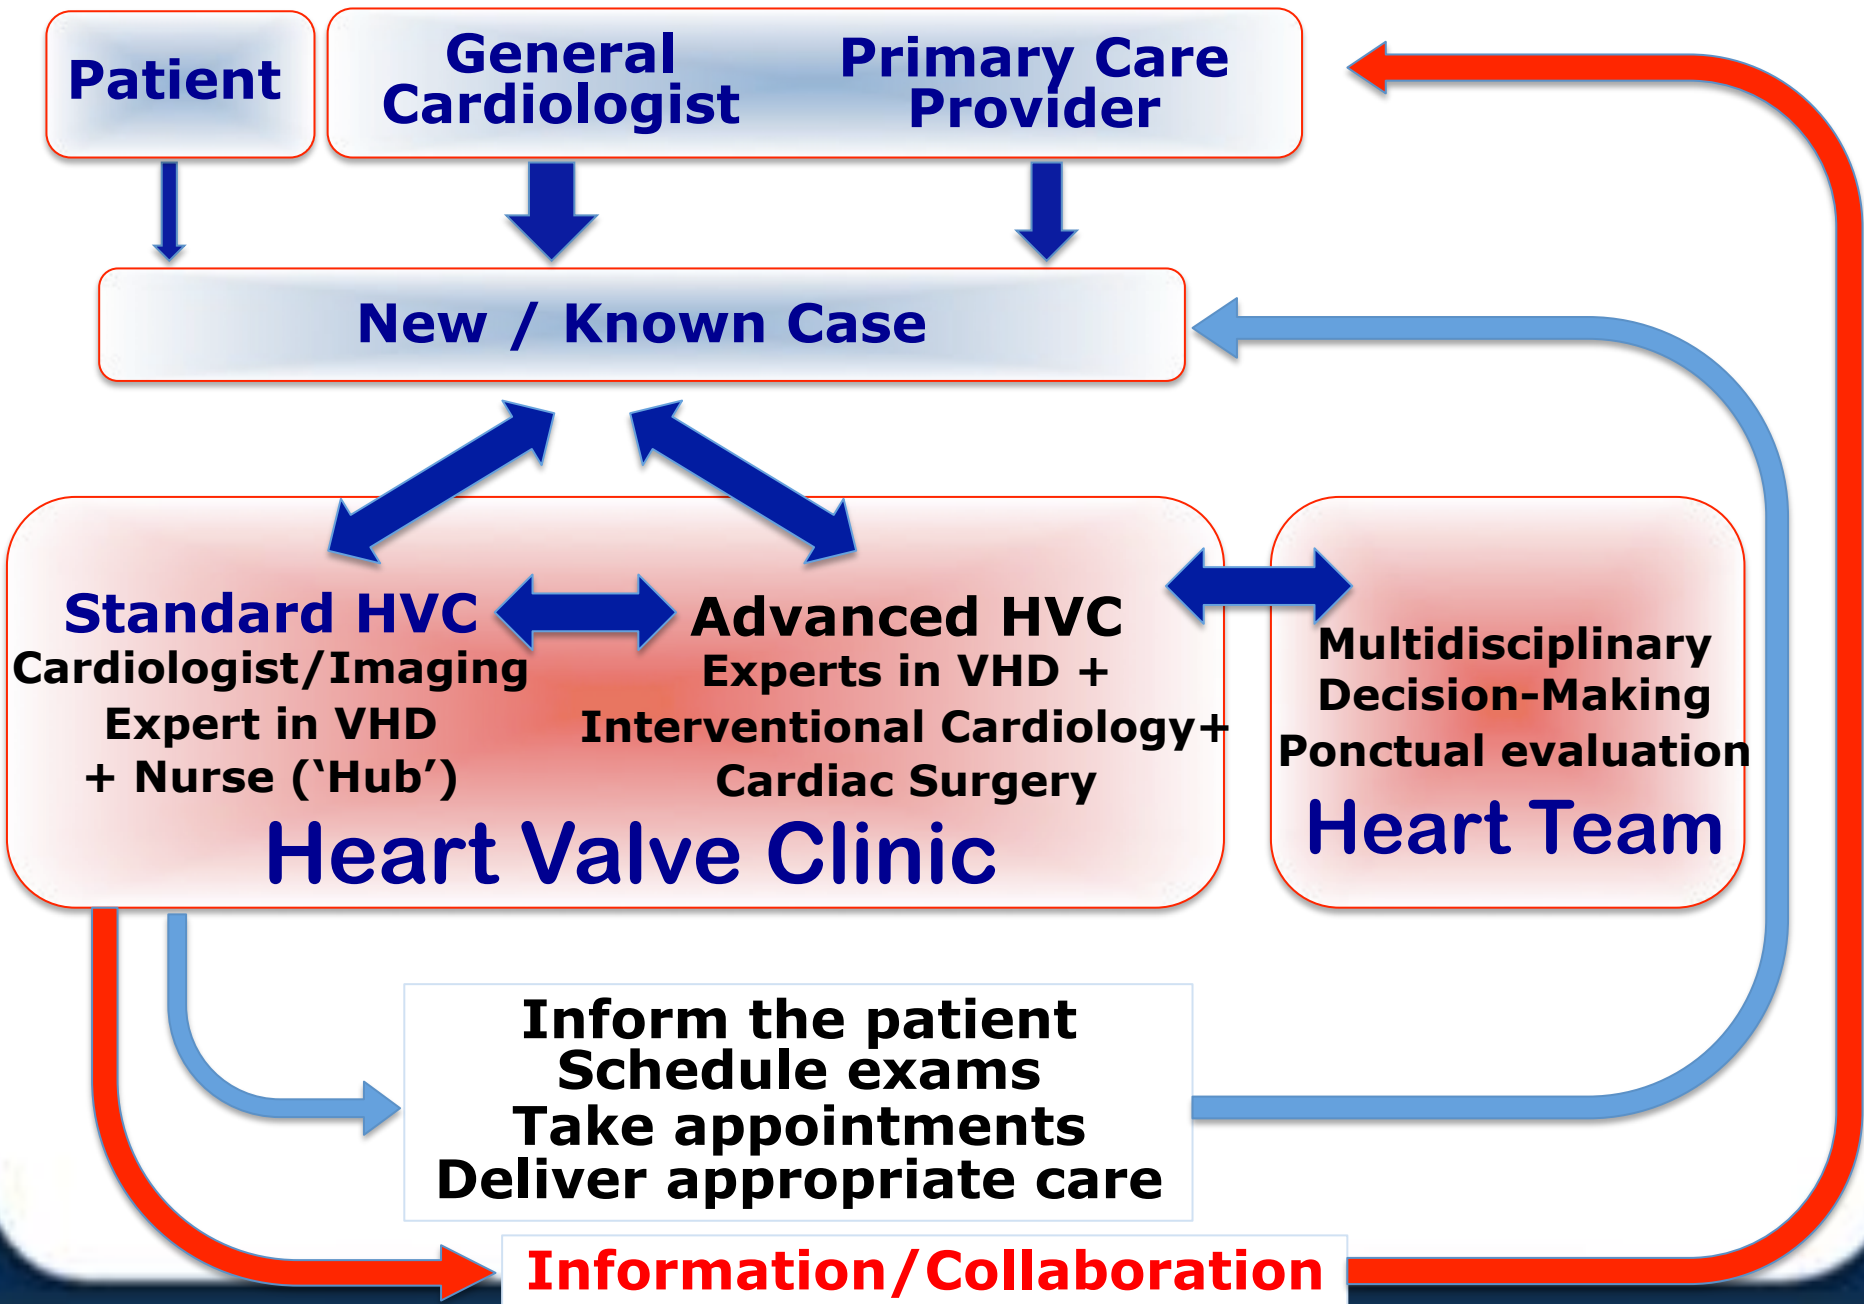 Patient
General
Cardiologist
Primary Care
Provider
New / Known Case
Standard HVC
Cardiologist/Imaging
Expert in VHD
+ Nurse (‘Hub’)
Advanced HVC
Experts in VHD +
Interventional Cardiology+
Cardiac Surgery
Heart Valve Clinic
Multidisciplinary
Decision-Making
Ponctual evaluation
Heart Team
Inform the patient
Schedule exams
Take appointments
Deliver appropriate care
Information/Collaboration